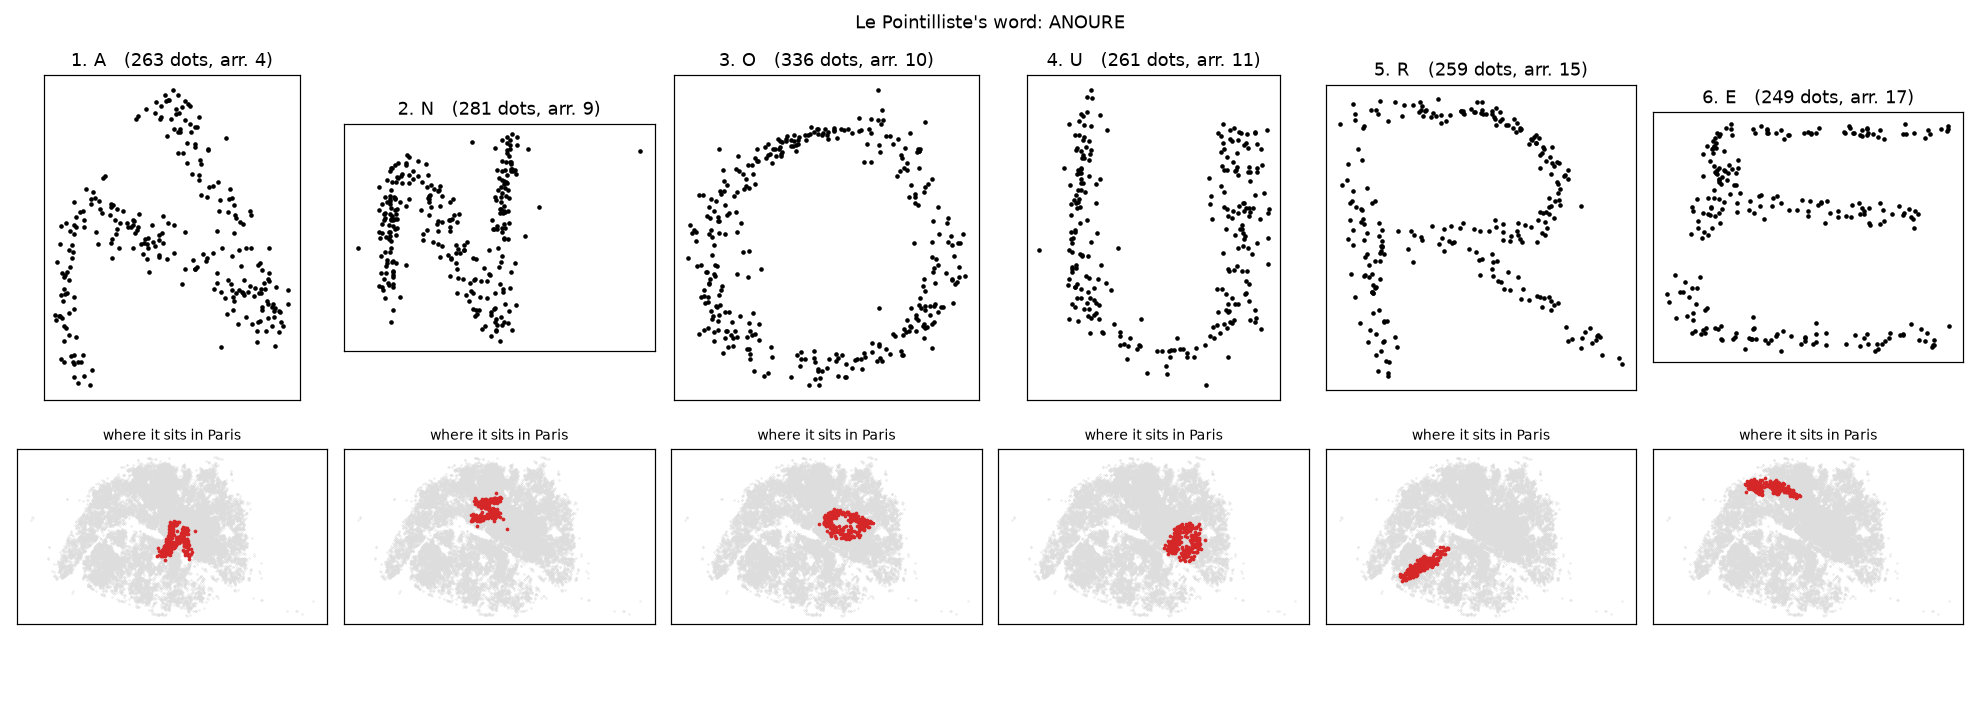 Le Pointilliste's word: ANOURE
1. A (263 dots, arr. 4)
2. N (281 dots, arr. 9)
3. O (336 dots, arr. 10)
4. U (261 dots, arr. 11)
5. R (259 dots, arr. 15)
6. E (249 dots, arr. 17)
where it sits in Paris
where it sits in Paris
where it sits in Paris
where it sits in Paris
where it sits in Paris
where it sits in Paris